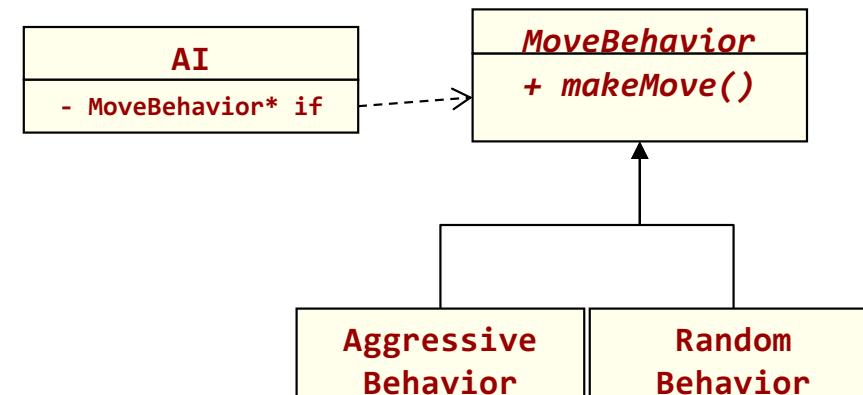 AI
- MoveBehavior* if
MoveBehavior
+ makeMove()
Aggressive
Behavior
Random
Behavior